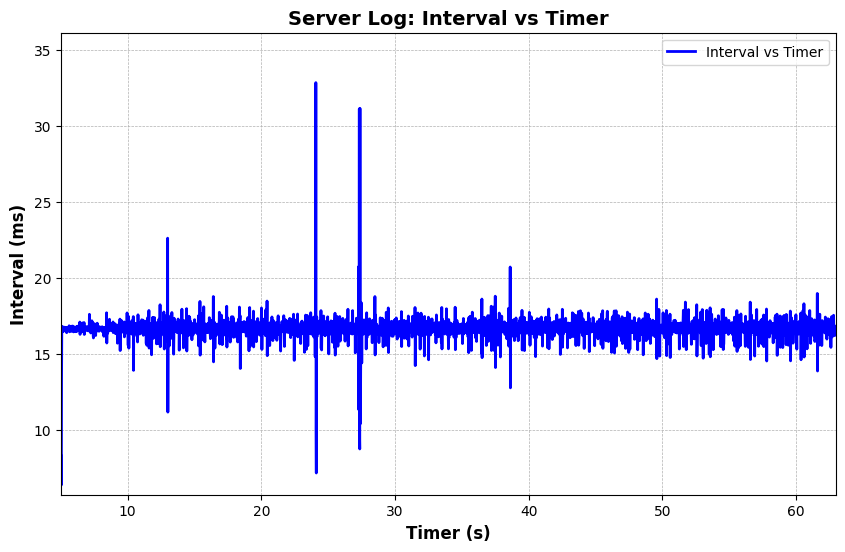 Server Log: Interval vs Timer
Interval vs Timer
35
30
25
20
15
10
Interval (ms)
10 20 30 40 50 60
Timer (s)